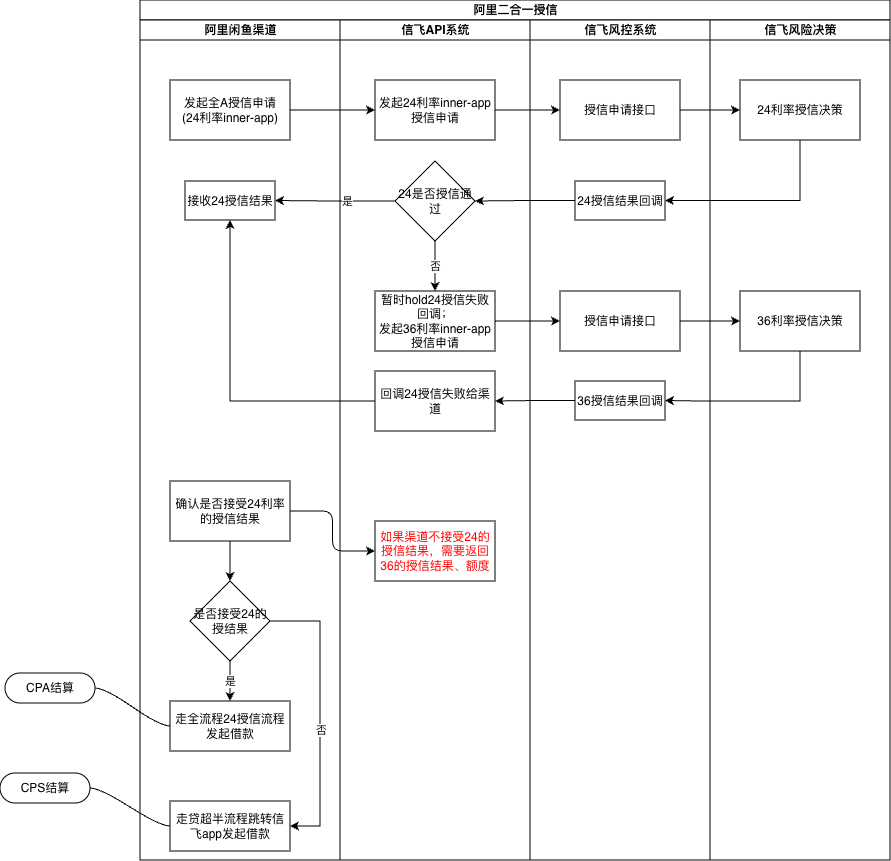 阿里二合一授信
阿里闲鱼渠道
信飞API系统
信飞风控系统
信飞风险决策
发起全A授信申请
(24利率inner-app)
发起24利率inner-app
授信申请
授信申请接口
24利率授信决策
接收24授信结果
是
24是否授信通
过
24授信结果回调
否
暂时hold24授信失败
回调；
发起36利率inner-app
授信申请
授信申请接口
36利率授信决策
回调24授信失败给渠
道
36授信结果回调
确认是否接受24利率
的授信结果
如果渠道不接受24的
授信结果，需要返回
36的授信结果、额度
是否接受24的
授结果
是
否
CPA结算
走全流程24授信流程
发起借款
CPS结算
走贷超半流程跳转信
飞app发起借款